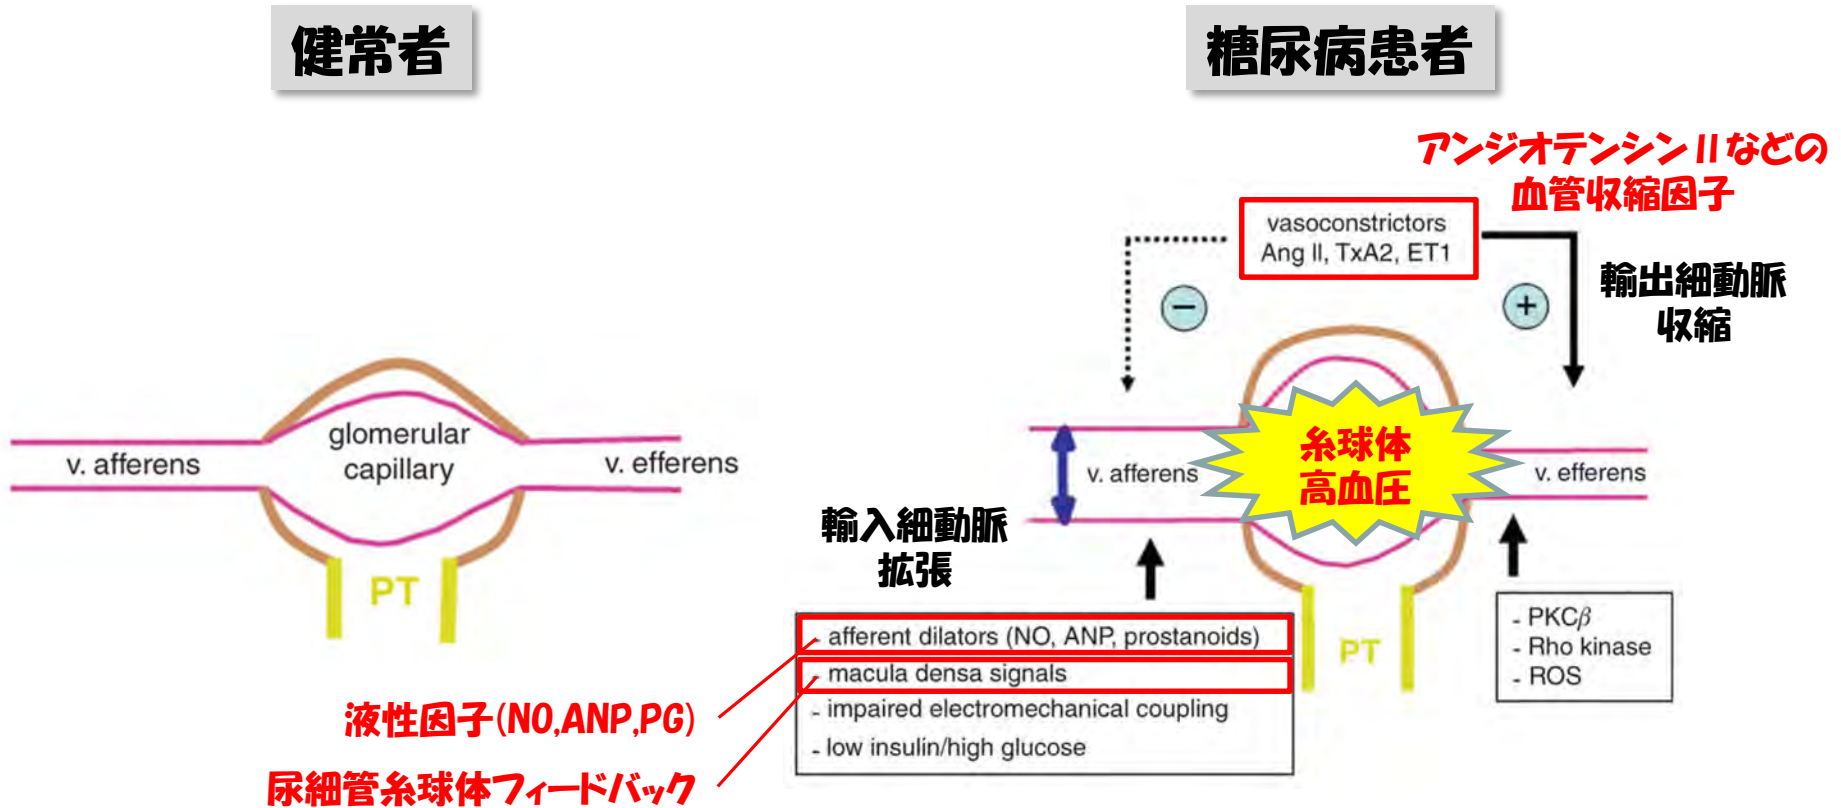 健常者
糖尿病患者
アンジオテンシンⅡなどの
血管収縮因子
vasoconstrictors
Ang II, TxA2, ET1
輸出細動脈
収縮
−
+
glomerular
capillary
v. afferens
v. efferens
PT
糸球体
高血圧
v. afferens
v. efferens
輸入細動脈
拡張
- afferent dilators (NO, ANP, prostanoids)
- macula densa signals
- impaired electromechanical coupling
- low insulin/high glucose
PT
- PKCβ
- Rho kinase
- ROS
液性因子(NO,ANP,PG)
尿細管糸球体フィードバック